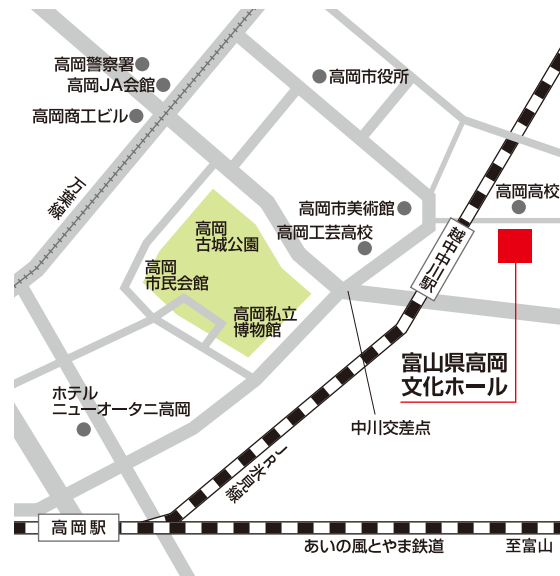 高岡警察署
高岡JA会館
高岡商工ビル
高岡市役所
万葉線
高岡市美術館
高岡高校
高岡工芸高校
高岡
古城公園
高岡
市民会館
越中中川駅
高岡私立
博物館
富山県高岡
文化ホール
ホテル
ニューオータニ高岡
中川交差点
JR氷見線
高岡駅
あいの風とやま鉄道
至富山